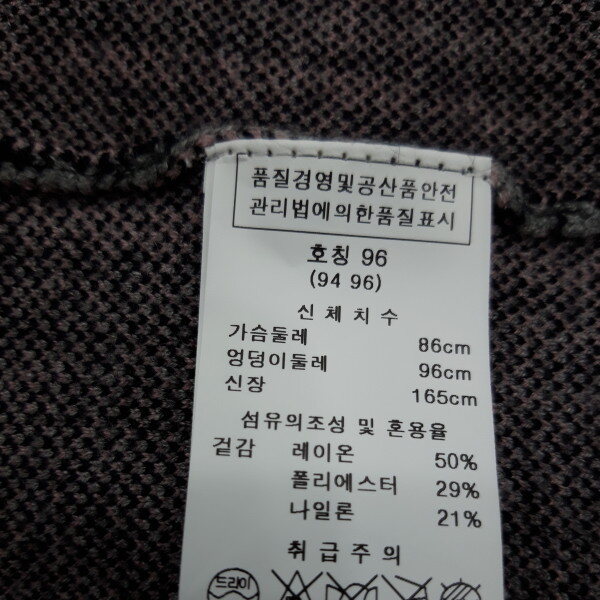 품질경영및공산품안전
관리법에의한품질표시
호칭 96
(94 96)
신체치수
가슴둘레 86cm
엉덩이둘레 96cm
신장 165cm
섬유의조성 및 혼용율
겉감 레이온 50%
폴리에스터 29%
나일론 21%
취급주의
드라이